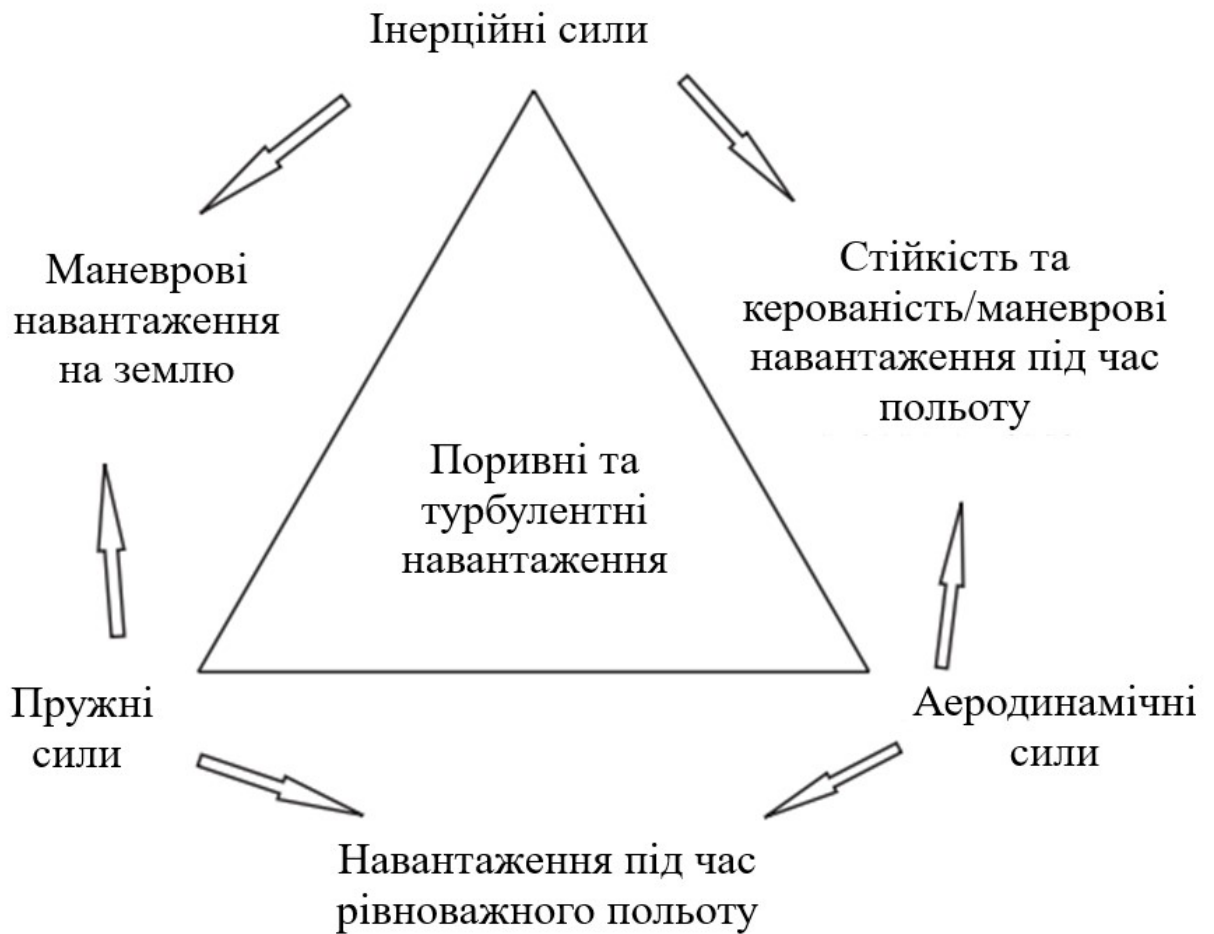 Інерційні сили
Маневрові
навантаження
на землю
Стійкість та
керованість/маневрові
навантаження під час
польоту
Поривні та
турбулентні
навантаження
Пружні
сили
Аеродинамічні
сили
Навантаження під час
рівноважного польоту